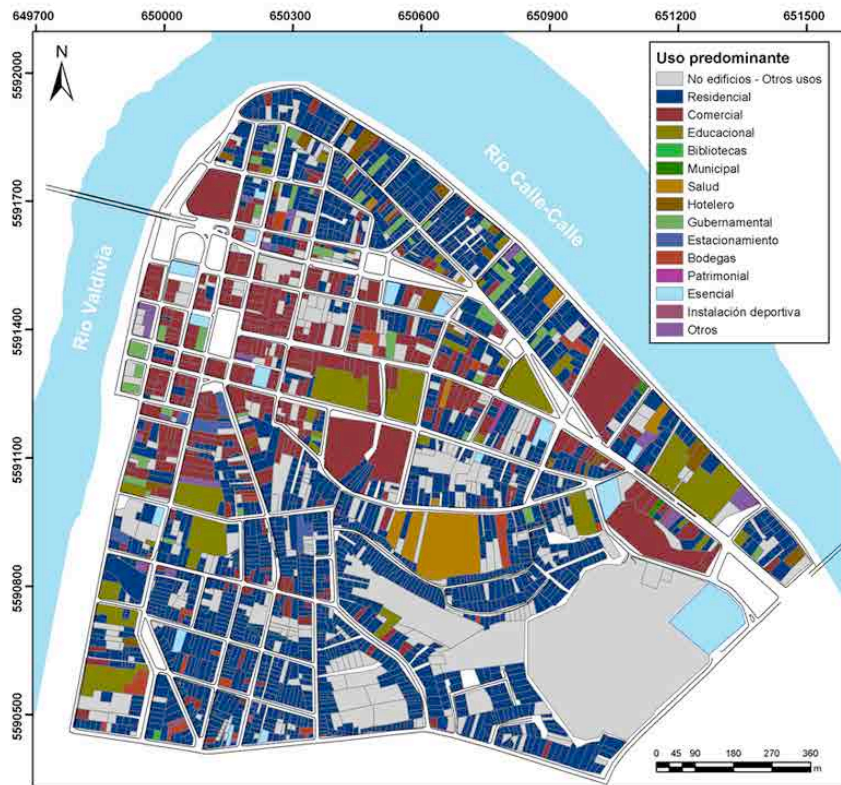 649700 650000 650300 650600 650900 651200 651500
5592000
5591700
5591400
5591100
5590800
5590500
N
Uso predominante
No edificios - Otros usos
Residencial
Comercial
Educacional
Bibliotecas
Municipal
Salud
Hotelero
Gubernamental
Estacionamiento
Bodegas
Patrimonial
Esencial
Instalación deportiva
Otros
Río Calle-Calle
Río Valdivia
0 45 90 180 270 360
m